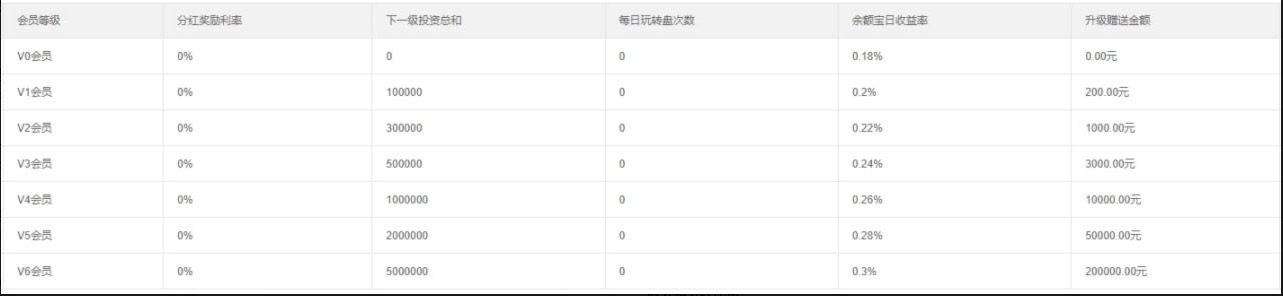 会员等级 分红奖励利率 下一级投资总和 每日玩转盘次数 余额宝日收益率 升级赠送金额
V0会员 0% 0 0 0.18% 0.00元
V1会员 0% 100000 0 0.2% 200.00元
V2会员 0% 300000 0 0.22% 1000.00元
V3会员 0% 500000 0 0.24% 3000.00元
V4会员 0% 1000000 0 0.26% 10000.00元
V5会员 0% 2000000 0 0.28% 50000.00元
V6会员 0% 5000000 0 0.3% 200000.00元